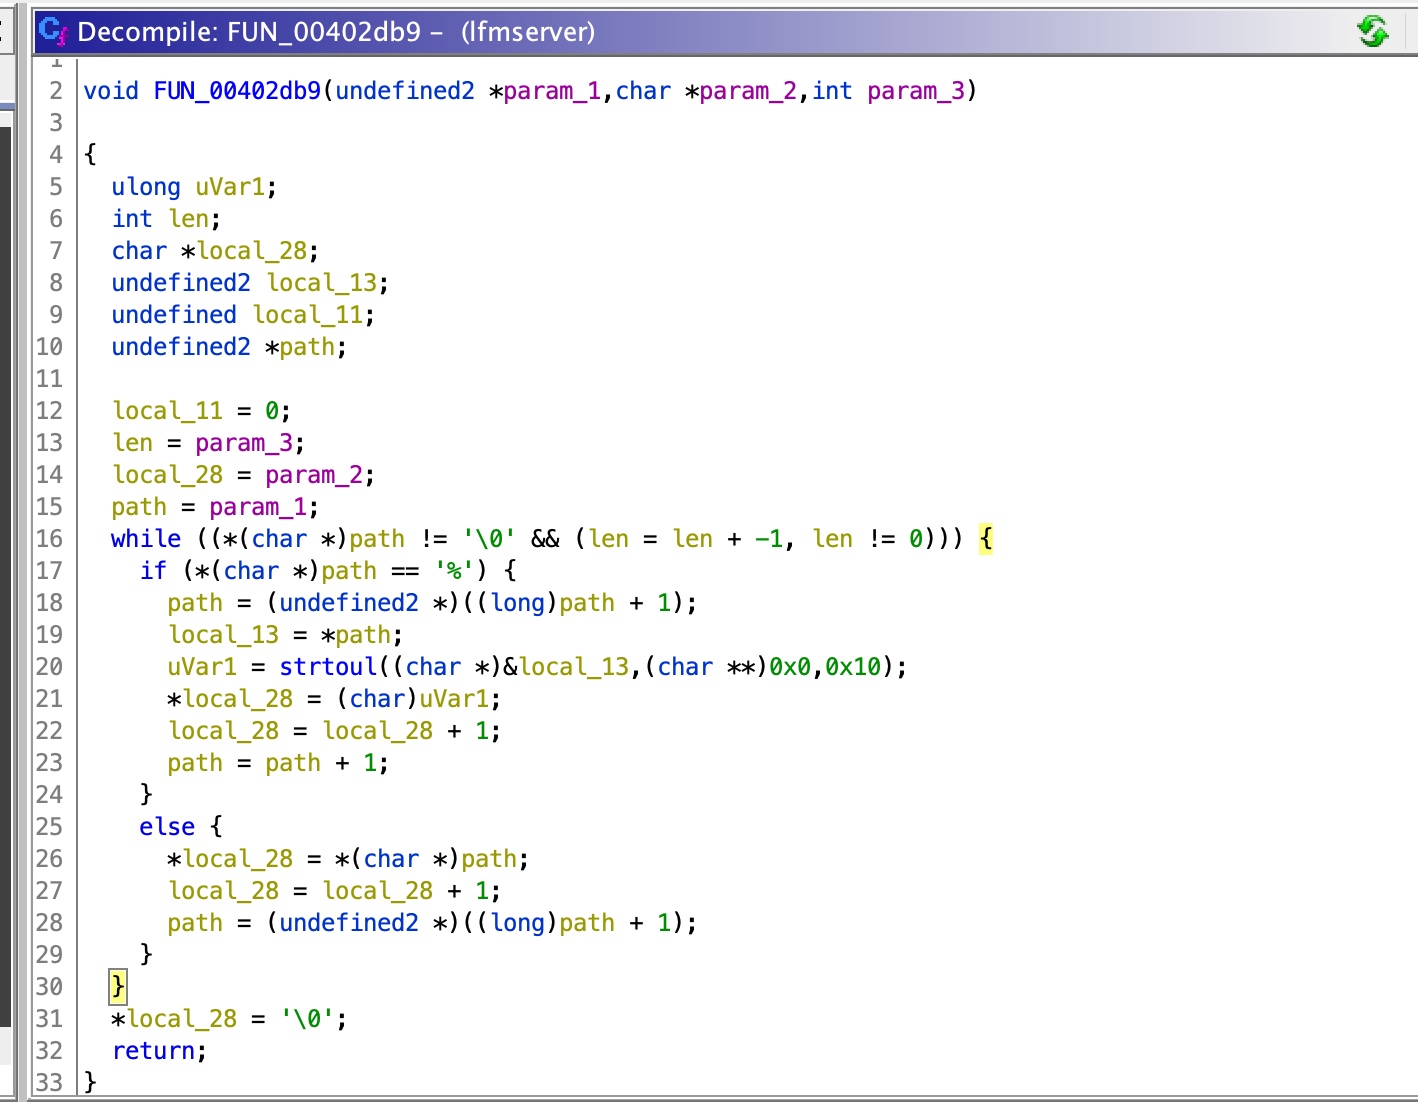 Decompile: FUN_00402db9 – (lfmserver)
1
2 void FUN_00402db9(undefined2 *param_1,char *param_2,int param_3)
3
4 {
5   ulong uVar1;
6   int len;
7   char *local_28;
8   undefined2 local_13;
9   undefined local_11;
10   undefined2 *path;
11
12   local_11 = 0;
13   len = param_3;
14   local_28 = param_2;
15   path = param_1;
16   while ((*(char *)path != '\0' && (len = len + -1, len != 0))) {
17     if (*(char *)path == '%') {
18       path = (undefined2 *)((long)path + 1);
19       local_13 = *path;
20       uVar1 = strtoul((char *)&local_13,(char **)0x0,0x10);
21       *local_28 = (char)uVar1;
22       local_28 = local_28 + 1;
23       path = path + 1;
24     }
25     else {
26       *local_28 = *(char *)path;
27       local_28 = local_28 + 1;
28       path = (undefined2 *)((long)path + 1);
29     }
30   }
31   *local_28 = '\0';
32   return;
33 }